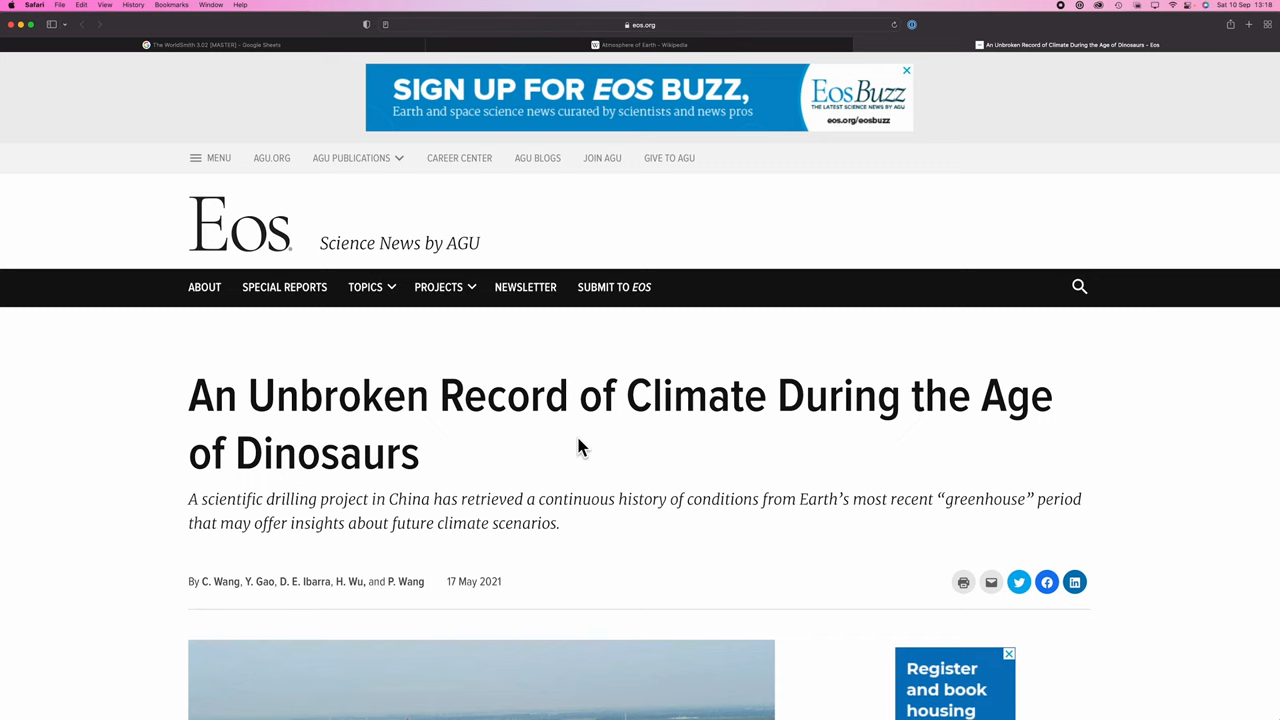 Safari File Edit View History Bookmarks Window Help Sat 10 Sep 13:18
eos.org
The WorldSmith 3.02 [MASTER] - Google Sheets
Atmosphere of Earth - Wikipedia
An Unbroken Record of Climate During the Age of Dinosaurs - Eos
SIGN UP FOR EOS BUZZ,
Earth and space science news curated by scientists and news pros
EosBuzz
THE LATEST SCIENCE NEWS BY AGU
eos.org/eosbuzz
MENU AGU.ORG AGU PUBLICATIONS CAREER CENTER AGU BLOGS JOIN AGU GIVE TO AGU
Eos
Science News by AGU
ABOUT SPECIAL REPORTS TOPICS PROJECTS NEWSLETTER SUBMIT TO EOS
An Unbroken Record of Climate During the Age
of Dinosaurs
A scientific drilling project in China has retrieved a continuous history of conditions from Earth’s most recent “greenhouse” period
that may offer insights about future climate scenarios.
By C. Wang, Y. Gao, D. E. Ibarra, H. Wu, and P. Wang 17 May 2021
Register
and book
housing